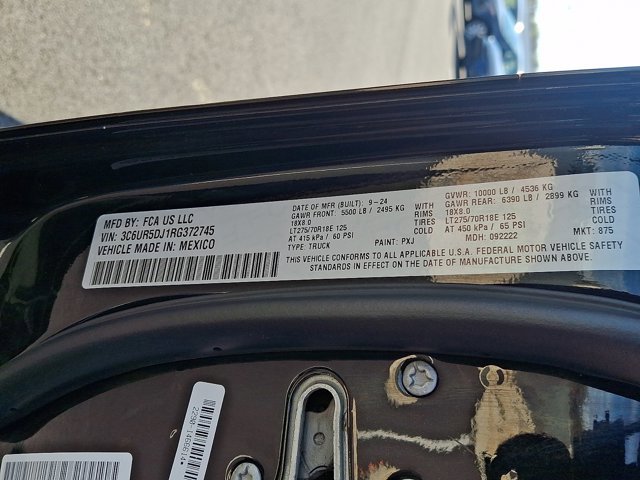 MFD BY: FCA US LLC
VIN: 3C6UR5DJ1RG372745
VEHICLE MADE IN: MEXICO
DATE OF MFR (BUILT): 9-24
GAWR FRONT: 5500 LB / 2495 KG
18X8.0 RIMS
LT275/70R18E 125 TIRES
AT 415 kPa / 60 PSI COLD
TYPE: TRUCK PAINT: PXJ
GVWR: 10000 LB / 4536 KG
GAWR REAR: 6390 LB / 2899 KG
18X8.0 RIMS
LT275/70R18E 125 TIRES
AT 450 kPa / 65 PSI COLD
MDH: 092222 MKT: 875
THIS VEHICLE CONFORMS TO ALL APPLICABLE U.S.A. FEDERAL MOTOR VEHICLE SAFETY
STANDARDS IN EFFECT ON THE DATE OF MANUFACTURE SHOWN ABOVE.